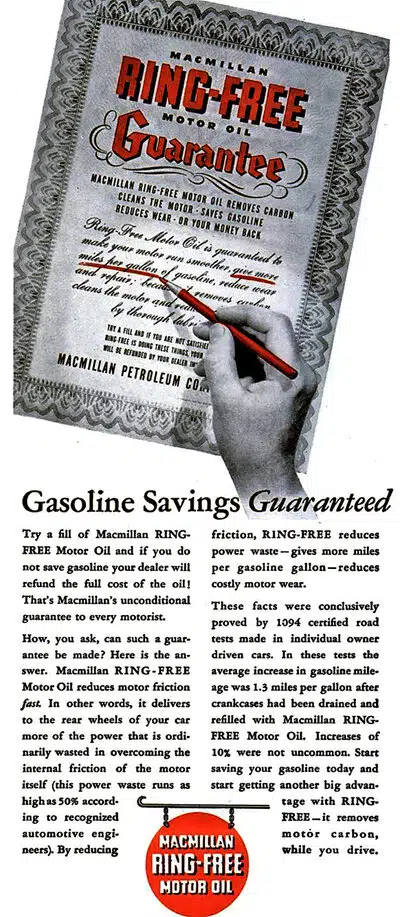 MACMILLAN
RING-FREE
MOTOR OIL
Guarantee
MACMILLAN RING-FREE MOTOR OIL REMOVES CARBON
CLEANS THE MOTOR - SAVES GASOLINE
REDUCES WEAR - OR YOUR MONEY BACK
Ring-Free Motor Oil is guaranteed to
make your motor run smoother, give more
miles per gallon of gasoline, reduce wear
and repair; because it removes carbon
cleans the motor and
by thorough
TRY A FILL AND IF YOU ARE NOT SATISFIED
RING-FREE IS DOING THESE THINGS, YOUR
WILL BE REFUNDED BY YOUR DEALER
MACMILLAN PETROLEUM
Gasoline Savings Guaranteed
Try a fill of Macmillan RING-
FREE Motor Oil and if you do
not save gasoline your dealer will
refund the full cost of the oil!
That's Macmillan's unconditional
guarantee to every motorist.
How, you ask, can such a guar-
antee be made? Here is the an-
swer. Macmillan RING-FREE
Motor Oil reduces motor friction
fast. In other words, it delivers
to the rear wheels of your car
more of the power that is ordi-
narily wasted in overcoming the
internal friction of the motor
itself (this power waste runs as
high as 50% accord-
ing to recognized
automotive engi-
neers). By reducing
friction, RING-FREE reduces
power waste—gives more miles
per gasoline gallon—reduces
costly motor wear.
These facts were conclusively
proved by 1094 certified road
tests made in individual owner
driven cars. In these tests the
average increase in gasoline mile-
age was 1.3 miles per gallon after
crankcases had been drained and
refilled with Macmillan RING-
FREE Motor Oil. Increases of
10% were not uncommon. Start
saving your gasoline today and
start getting another big advan-
tage with RING-
FREE—it removes
motor carbon,
while you drive.
MACMILLAN
RING-FREE
MOTOR OIL